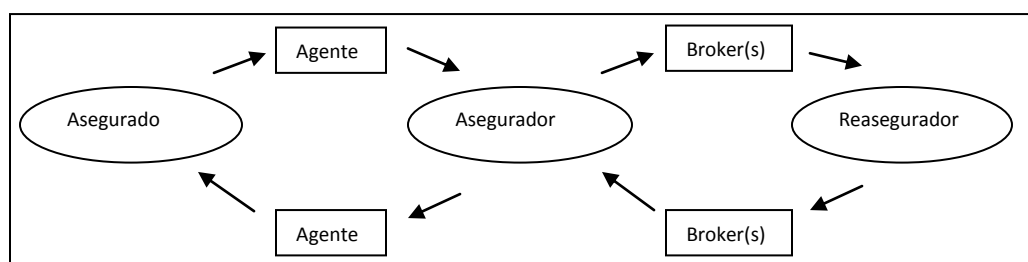 Agente
Broker(s)
Asegurado
Asegurador
Reasegurador
Agente
Broker(s)